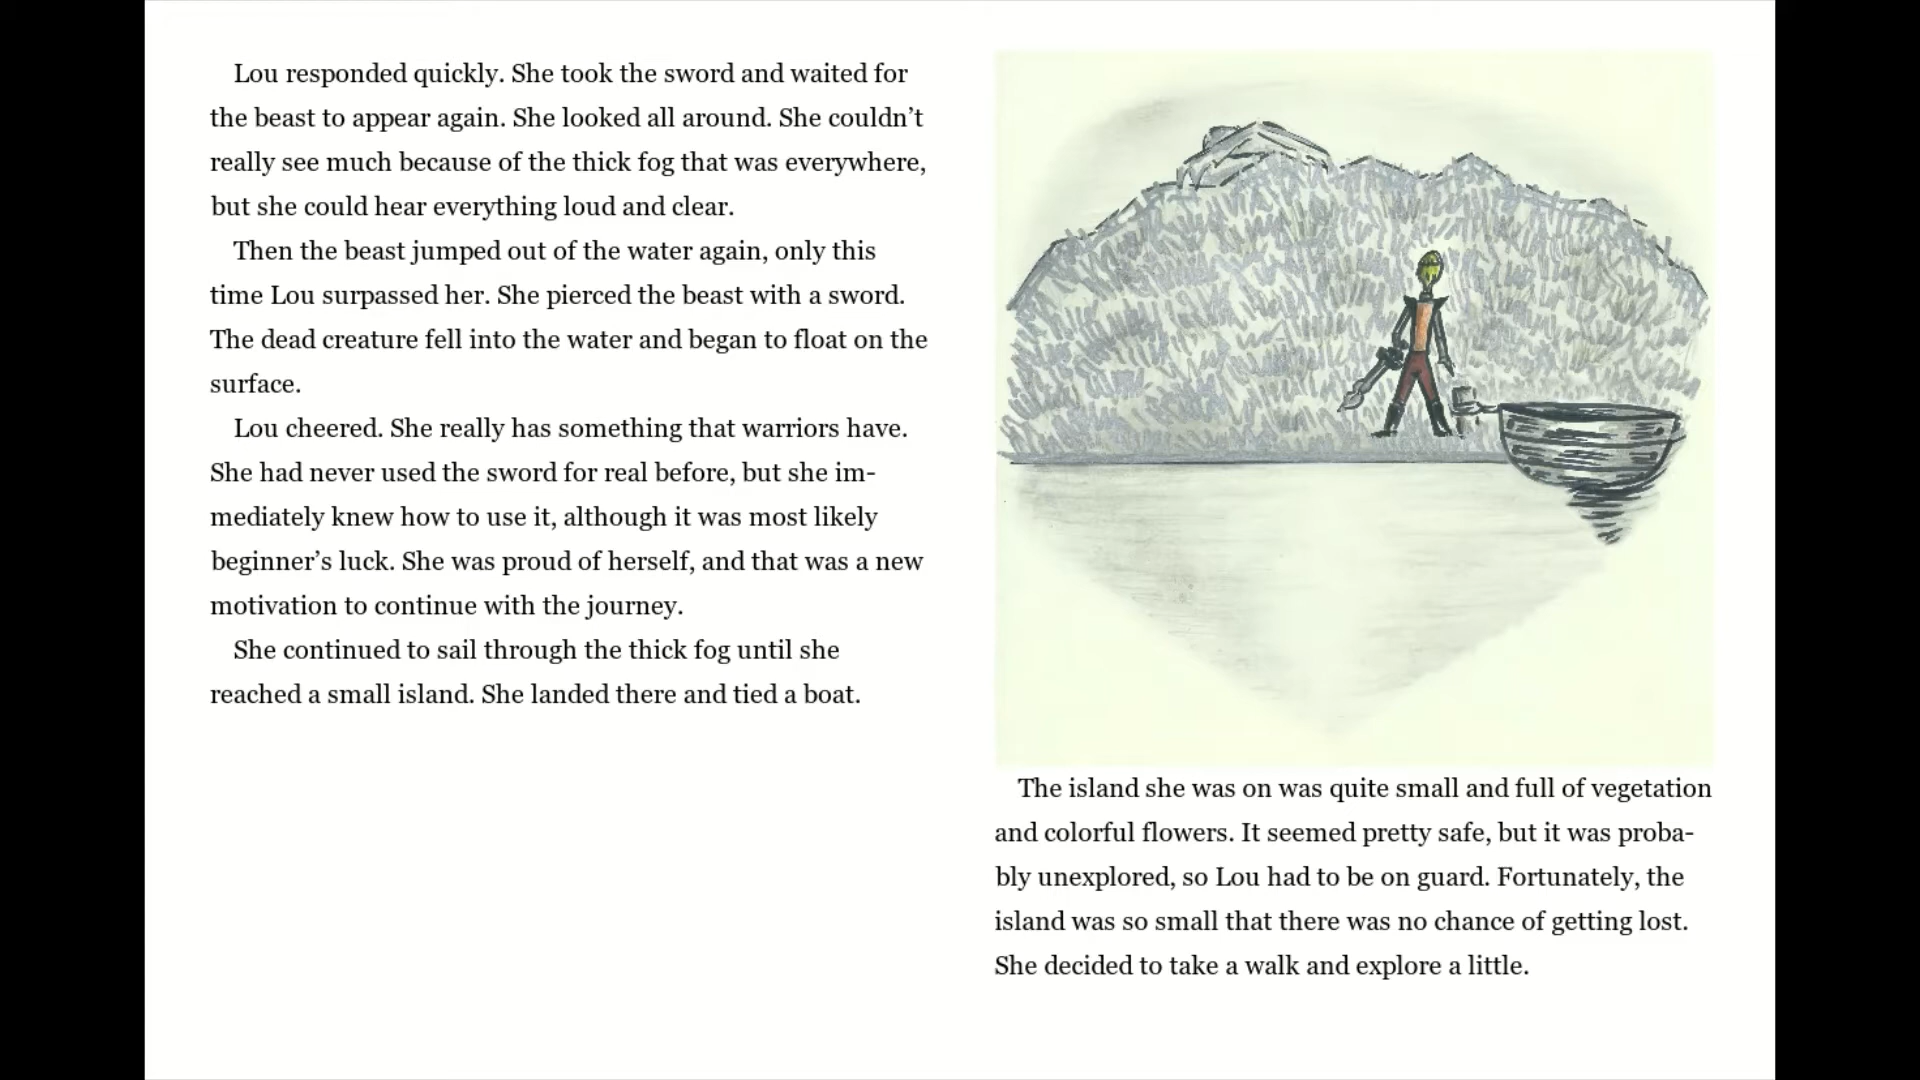 Lou responded quickly. She took the sword and waited for
the beast to appear again. She looked all around. She couldn’t
really see much because of the thick fog that was everywhere,
but she could hear everything loud and clear.
Then the beast jumped out of the water again, only this
time Lou surpassed her. She pierced the beast with a sword.
The dead creature fell into the water and began to float on the
surface.
Lou cheered. She really has something that warriors have.
She had never used the sword for real before, but she im-
mediately knew how to use it, although it was most likely
beginner’s luck. She was proud of herself, and that was a new
motivation to continue with the journey.
She continued to sail through the thick fog until she
reached a small island. She landed there and tied a boat.
The island she was on was quite small and full of vegetation
and colorful flowers. It seemed pretty safe, but it was proba-
bly unexplored, so Lou had to be on guard. Fortunately, the
island was so small that there was no chance of getting lost.
She decided to take a walk and explore a little.